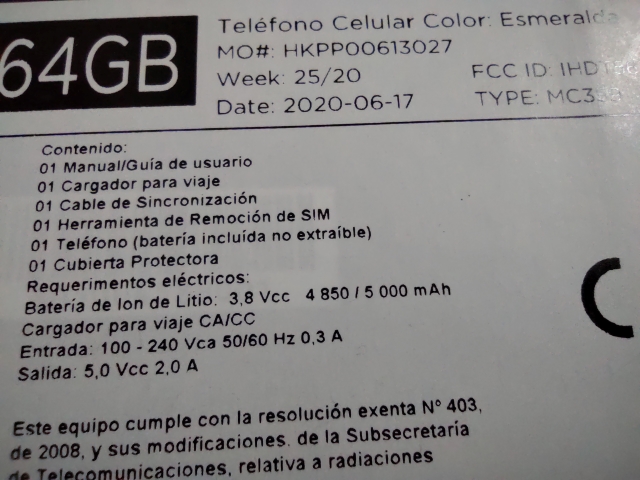 64GB
Teléfono Celular Color: Esmeralda
MO#: HKPP00613027
Week: 25/20
FCC ID:
Date: 2020-06-17
TYPE:
Contenido:
01 Manual/Guía de usuario
01 Cargador para viaje
01 Cable de Sincronización
01 Herramienta de Remoción de SIM
01 Teléfono (batería incluída no extraíble)
01 Cubierta Protectora
Requerimentos eléctricos:
Batería de Ion de Litio: 3,8 Vcc 4 850 / 5 000 mAh
Cargador para viaje CA/CC
Entrada: 100 - 240 Vca 50/60 Hz 0,3 A
Salida: 5,0 Vcc 2,0 A
Este equipo cumple con la resolución exenta N° 403,
de 2008, y sus modificaciones. de la Subsecretaría
de Telecomunicaciones, relativa a radiaciones